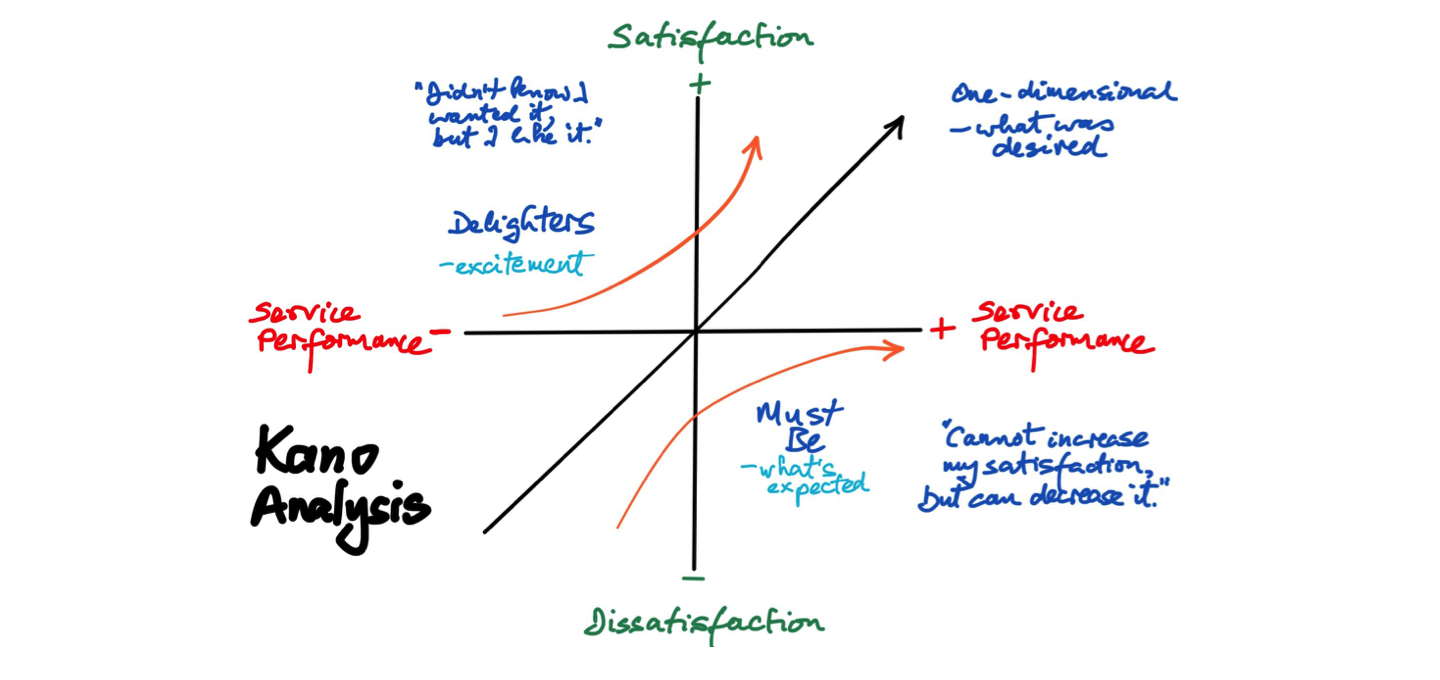 Satisfaction
+
"Didn't know I
wanted it,
but I like it."
One-dimensional
-what was
desired
Delighters
-excitement
Service
Performance -
+ Service
Performance
Must
Be
-what's
expected
"Cannot increase
my satisfaction,
but can decrease it."
Kano
Analysis
-
Dissatisfaction